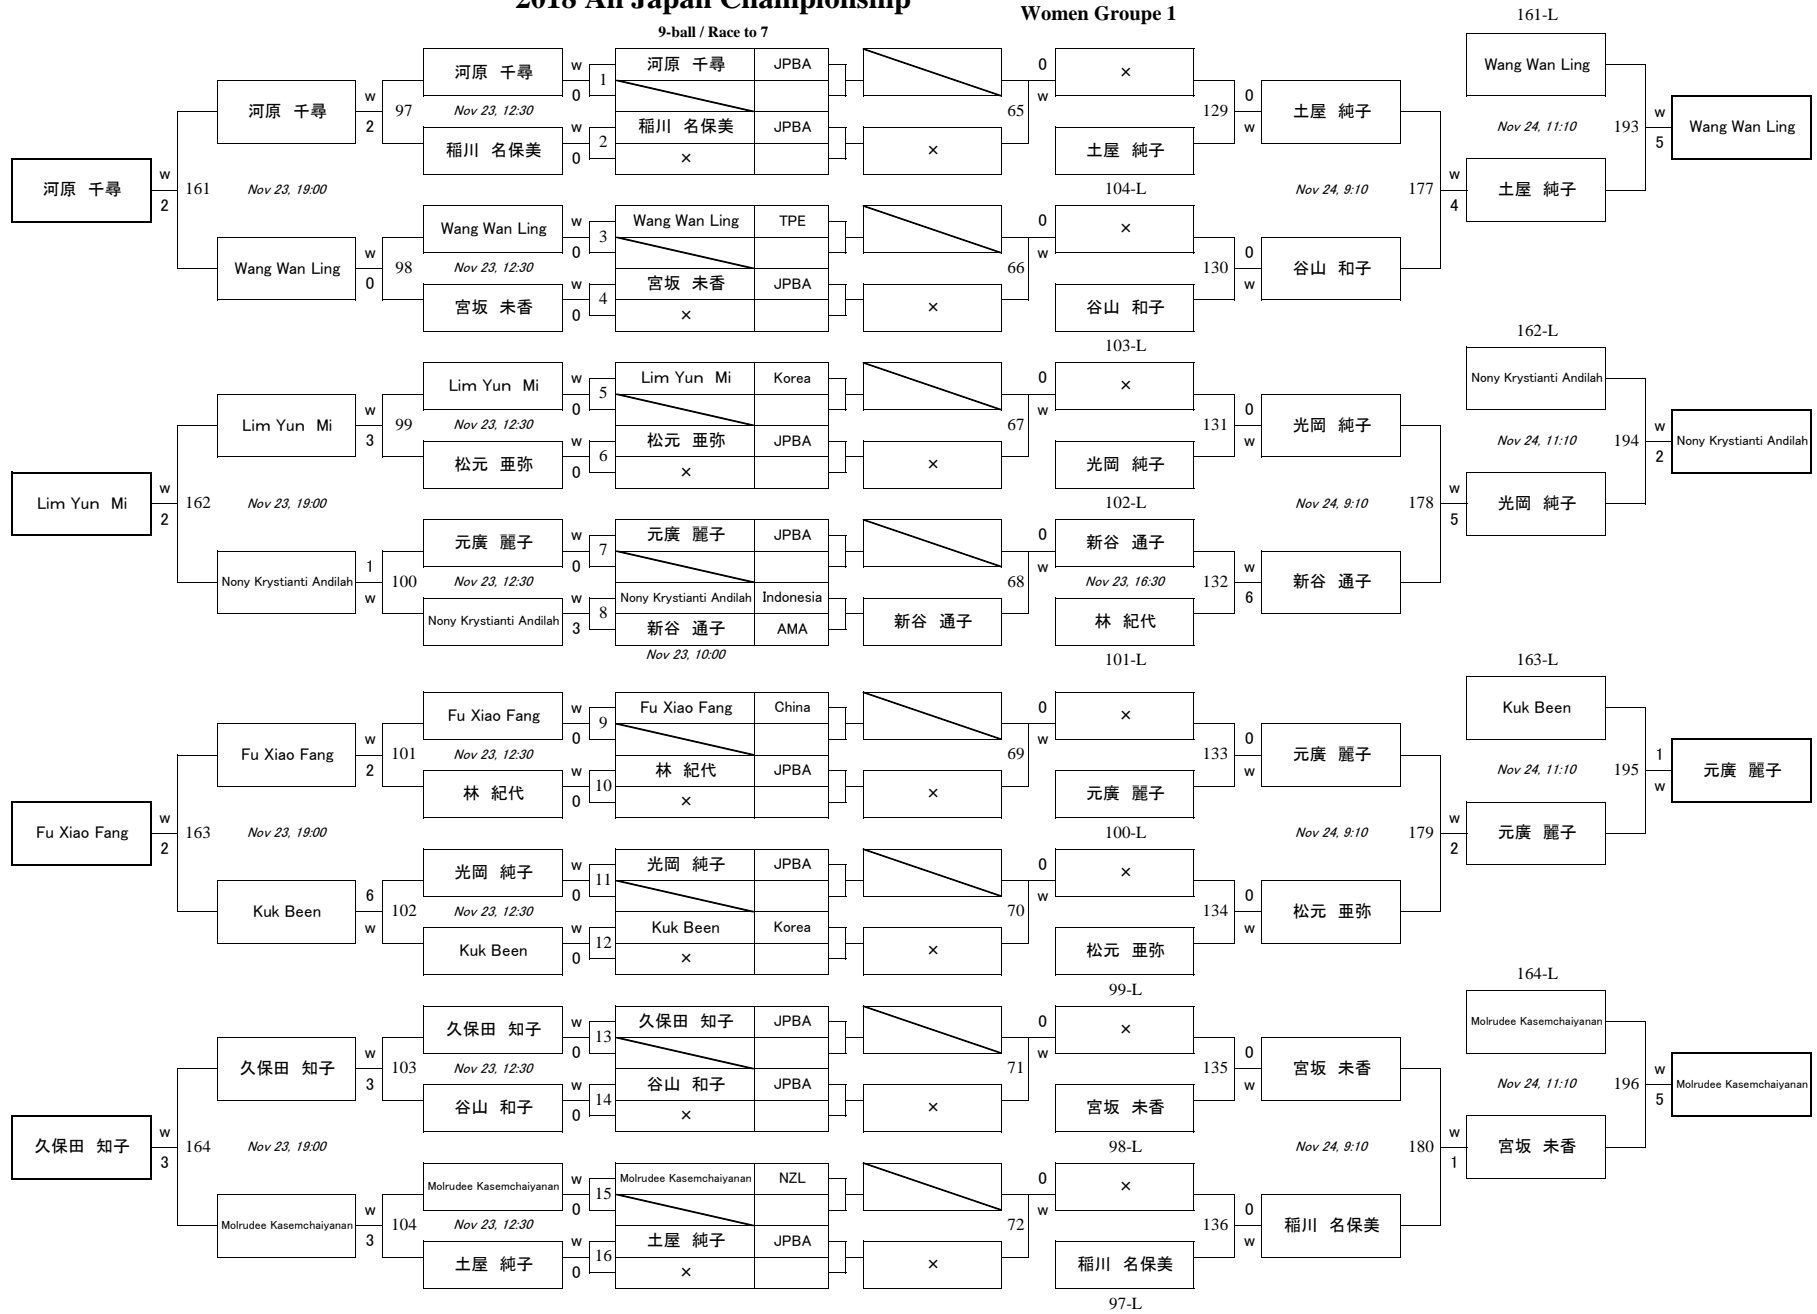 2018 All Japan Championship
Women Groupe 1
9-ball / Race to 7
161-L
河原 千尋 w 1 河原 千尋 JPBA 0 × Wang Wan Ling
河原 千尋 w 97 Nov 23, 12:30 0 65 w 129 0 土屋 純子 Nov 24, 11:10 193 w Wang Wan Ling
2 稲川 名保美 w 2 稲川 名保美 JPBA × 土屋 純子 w 5
0 ×
河原 千尋 w 161 Nov 23, 19:00 104-L Nov 24, 9:10 177 w 土屋 純子
2 4
Wang Wan Ling w 3 Wang Wan Ling TPE 0 ×
Wang Wan Ling w 98 Nov 23, 12:30 0 66 w 130 0 谷山 和子
0 宮坂 未香 w 4 宮坂 未香 JPBA × 谷山 和子 w
0 ×
103-L
162-L
Lim Yun Mi w 5 Lim Yun Mi Korea 0 × Nony Krystianti Andilah
Lim Yun Mi w 99 Nov 23, 12:30 0 67 w 131 0 光岡 純子 Nov 24, 11:10 194 w Nony Krystianti Andilah
3 松元 亜弥 w 6 松元 亜弥 JPBA × 光岡 純子 w 2
0 ×
Lim Yun Mi w 162 Nov 23, 19:00 102-L Nov 24, 9:10 178 w 光岡 純子
2 5
元廣 麗子 w 7 元廣 麗子 JPBA 0 新谷 通子
Nony Krystianti Andilah 1 100 Nov 23, 12:30 0 68 w Nov 23, 16:30 132 w 新谷 通子
w Nony Krystianti Andilah w 8 Nony Krystianti Andilah Indonesia 新谷 通子 林 紀代 6
3 新谷 通子 AMA
Nov 23, 10:00
101-L
163-L
Fu Xiao Fang w 9 Fu Xiao Fang China 0 × Kuk Been
Fu Xiao Fang w 101 Nov 23, 12:30 0 69 w 133 0 元廣 麗子 Nov 24, 11:10 195 1 元廣 麗子
2 林 紀代 w 10 林 紀代 JPBA × 元廣 麗子 w w
0 ×
Fu Xiao Fang w 163 Nov 23, 19:00 100-L Nov 24, 9:10 179 w 元廣 麗子
2 2
光岡 純子 w 11 光岡 純子 JPBA 0 ×
Kuk Been 6 102 Nov 23, 12:30 0 70 w 134 0 松元 亜弥
w Kuk Been w 12 Kuk Been Korea × 松元 亜弥 w
0 ×
99-L
164-L
久保田 知子 w 13 久保田 知子 JPBA 0 × Molrudee Kasemchaiyanan
久保田 知子 w 103 Nov 23, 12:30 0 71 w 135 0 宮坂 未香 Nov 24, 11:10 196 w Molrudee Kasemchaiyanan
3 谷山 和子 w 14 谷山 和子 JPBA × 宮坂 未香 w 5
0 ×
久保田 知子 w 164 Nov 23, 19:00 98-L Nov 24, 9:10 180 w 宮坂 未香
3 1
Molrudee Kasemchaiyanan w 15 Molrudee Kasemchaiyanan NZL 0 ×
Molrudee Kasemchaiyanan w 104 Nov 23, 12:30 0 72 w 136 0 稲川 名保美
3 土屋 純子 w 16 土屋 純子 JPBA × 稲川 名保美 w
0 ×
97-L